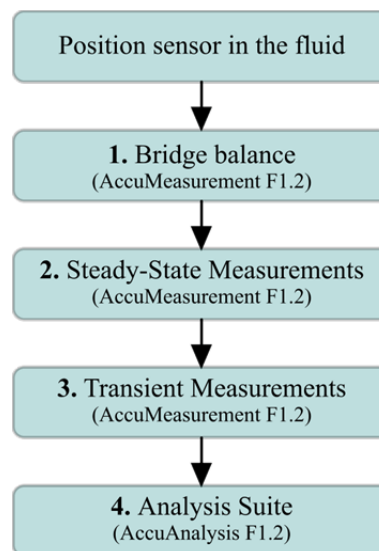 Position sensor in the fluid
1. Bridge balance
(AccuMeasurement F1.2)
2. Steady-State Measurements
(AccuMeasurement F1.2)
3. Transient Measurements
(AccuMeasurement F1.2)
4. Analysis Suite
(AccuAnalysis F1.2)